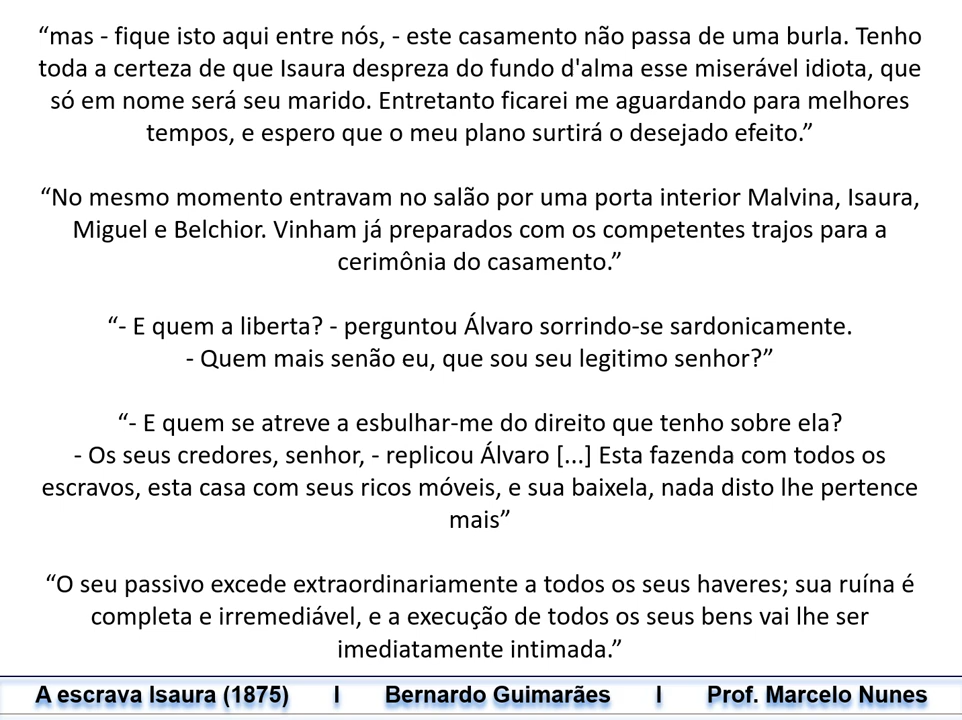 “mas - fique isto aqui entre nós, - este casamento não passa de uma burla. Tenho
toda a certeza de que Isaura despreza do fundo d'alma esse miserável idiota, que
só em nome será seu marido. Entretanto ficarei me aguardando para melhores
tempos, e espero que o meu plano surtirá o desejado efeito.”
“No mesmo momento entravam no salão por uma porta interior Malvina, Isaura,
Miguel e Belchior. Vinham já preparados com os competentes trajos para a
cerimônia do casamento.”
“- E quem a liberta? - perguntou Álvaro sorrindo-se sardonicamente.
- Quem mais senão eu, que sou seu legitimo senhor?”
“- E quem se atreve a esbulhar-me do direito que tenho sobre ela?
- Os seus credores, senhor, - replicou Álvaro [...] Esta fazenda com todos os
escravos, esta casa com seus ricos móveis, e sua baixela, nada disto lhe pertence
mais”
“O seu passivo excede extraordinariamente a todos os seus haveres; sua ruína é
completa e irremediável, e a execução de todos os seus bens vai lhe ser
imediatamente intimada.”
A escrava Isaura (1875) I Bernardo Guimarães I Prof. Marcelo Nunes